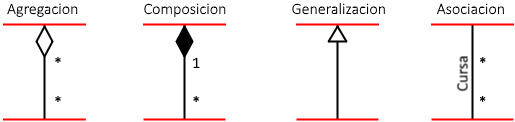 Agregacion
Composicion
Generalizacion
Asociacion
*
*
1
*
Cursa
*
*